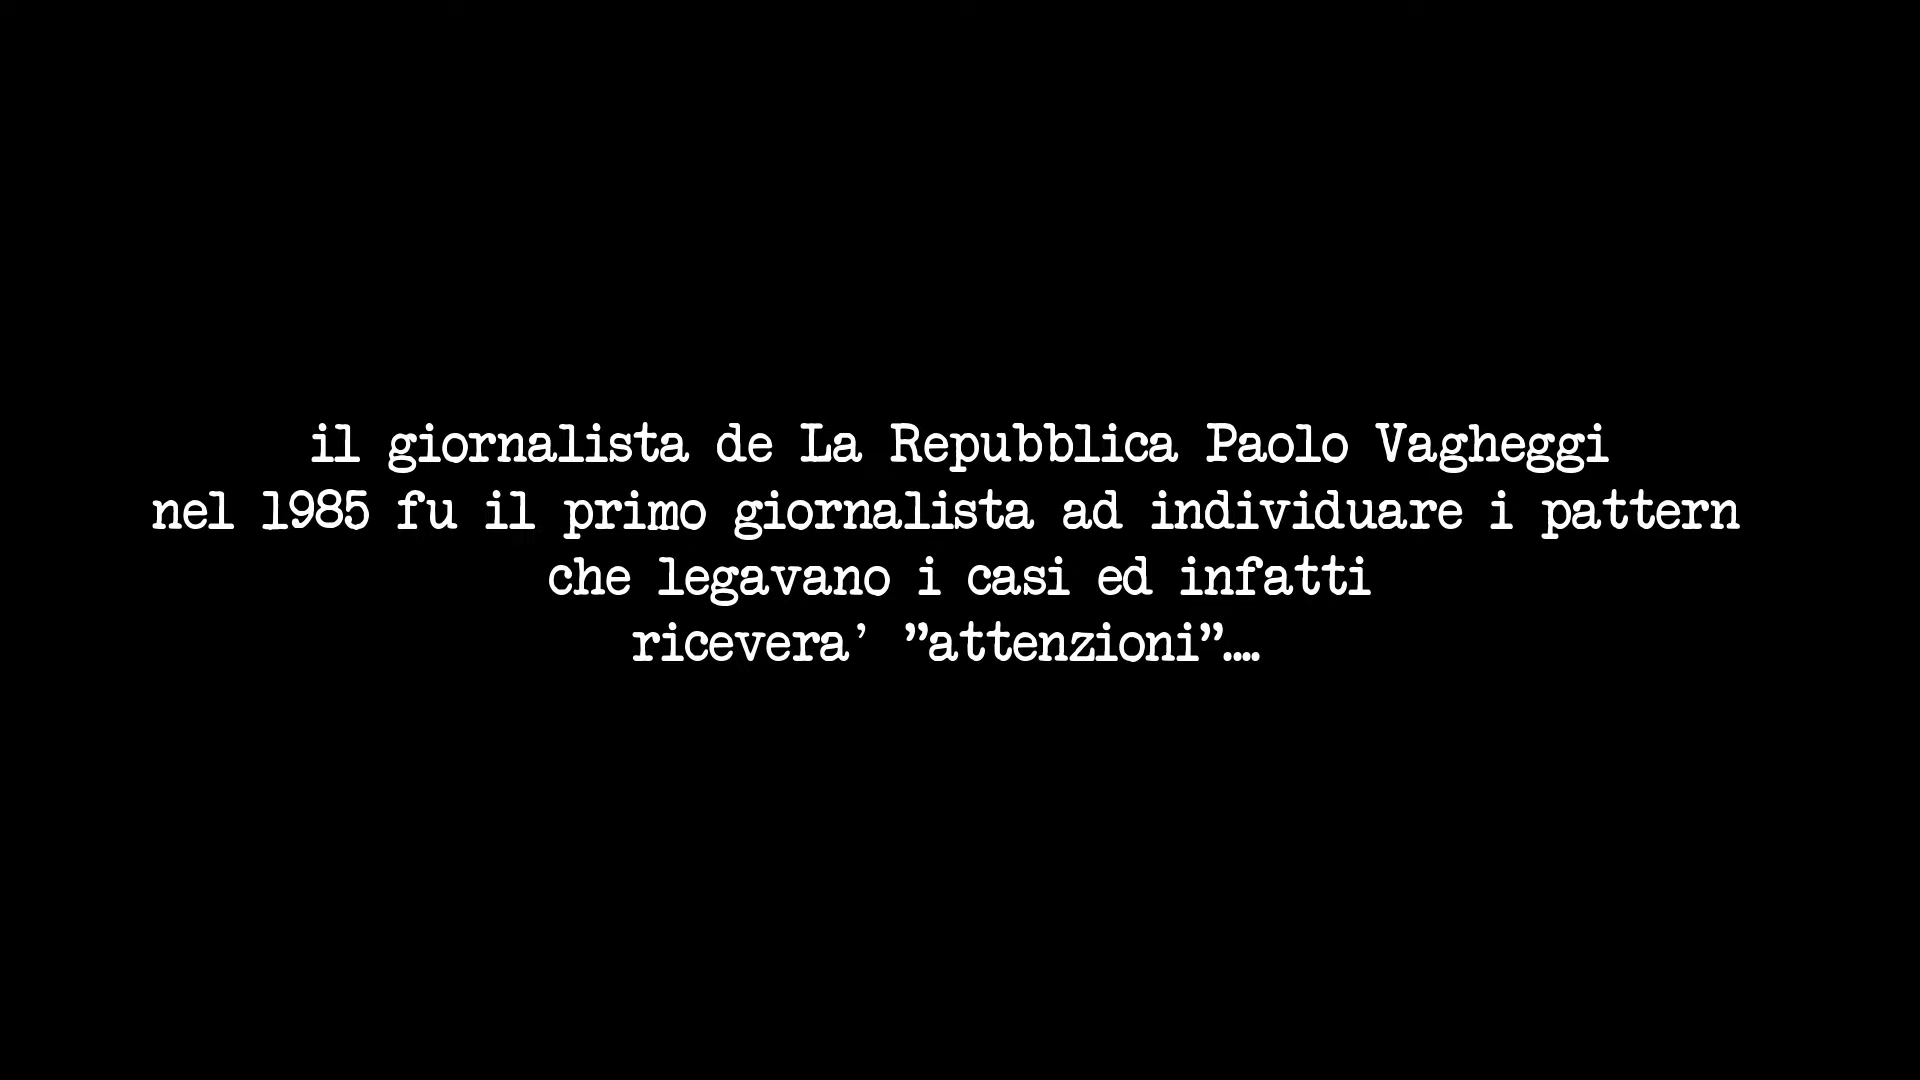 il giornalista de La Repubblica Paolo Vagheggi
nel 1985 fu il primo giornalista ad individuare i pattern
che legavano i casi ed infatti
ricevera' "attenzioni"....